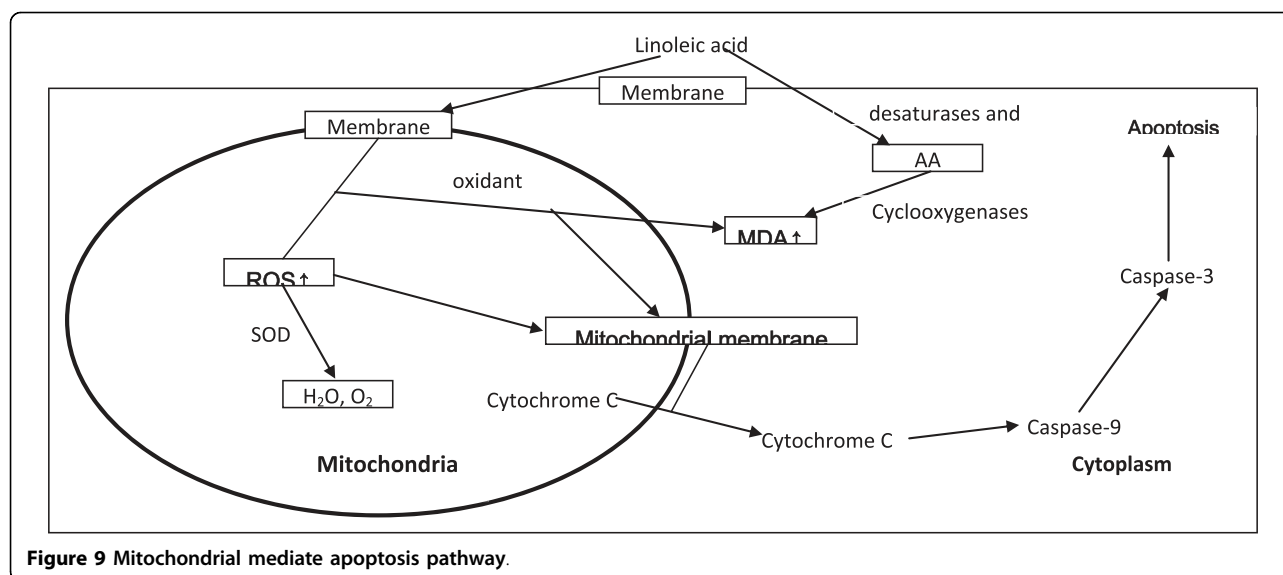 Linoleic acid
Membrane
Membrane
desaturases and
Apoptosis
AA
oxidant
Cyclooxygenases
MDA↑
ROS↑
Caspase-3
SOD
Mitochondrial membrane
H₂O, O₂
Cytochrome C
Cytochrome C
Caspase-9
Mitochondria
Cytoplasm
Figure 9 Mitochondrial mediate apoptosis pathway.